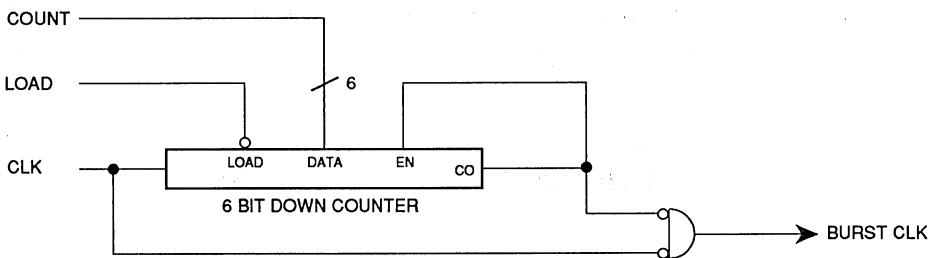 COUNT
LOAD
6
CLK
LOAD DATA EN CO
6 BIT DOWN COUNTER
BURST CLK